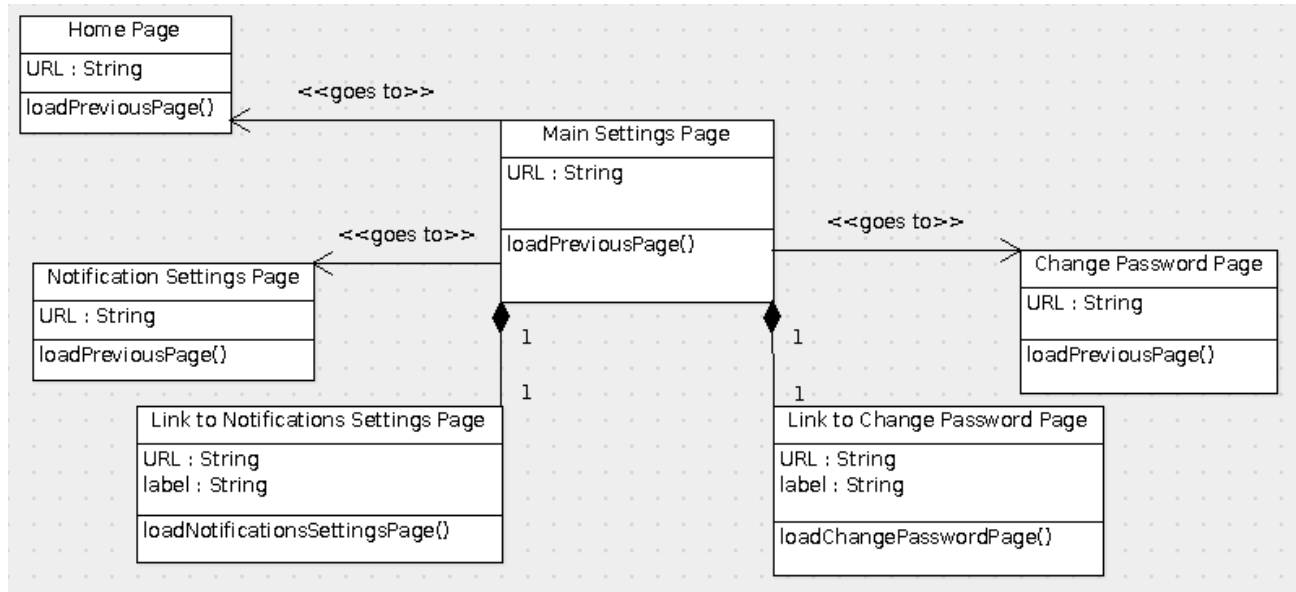 Home Page
URL : String
loadPreviousPage()
<<goes to>>
Main Settings Page
URL : String
loadPreviousPage()
<<goes to>>
Notification Settings Page
URL : String
loadPreviousPage()
<<goes to>>
Change Password Page
URL : String
loadPreviousPage()
1
1
1
1
Link to Notifications Settings Page
URL : String
label : String
loadNotificationsSettingsPage()
Link to Change Password Page
URL : String
label : String
loadChangePasswordPage()